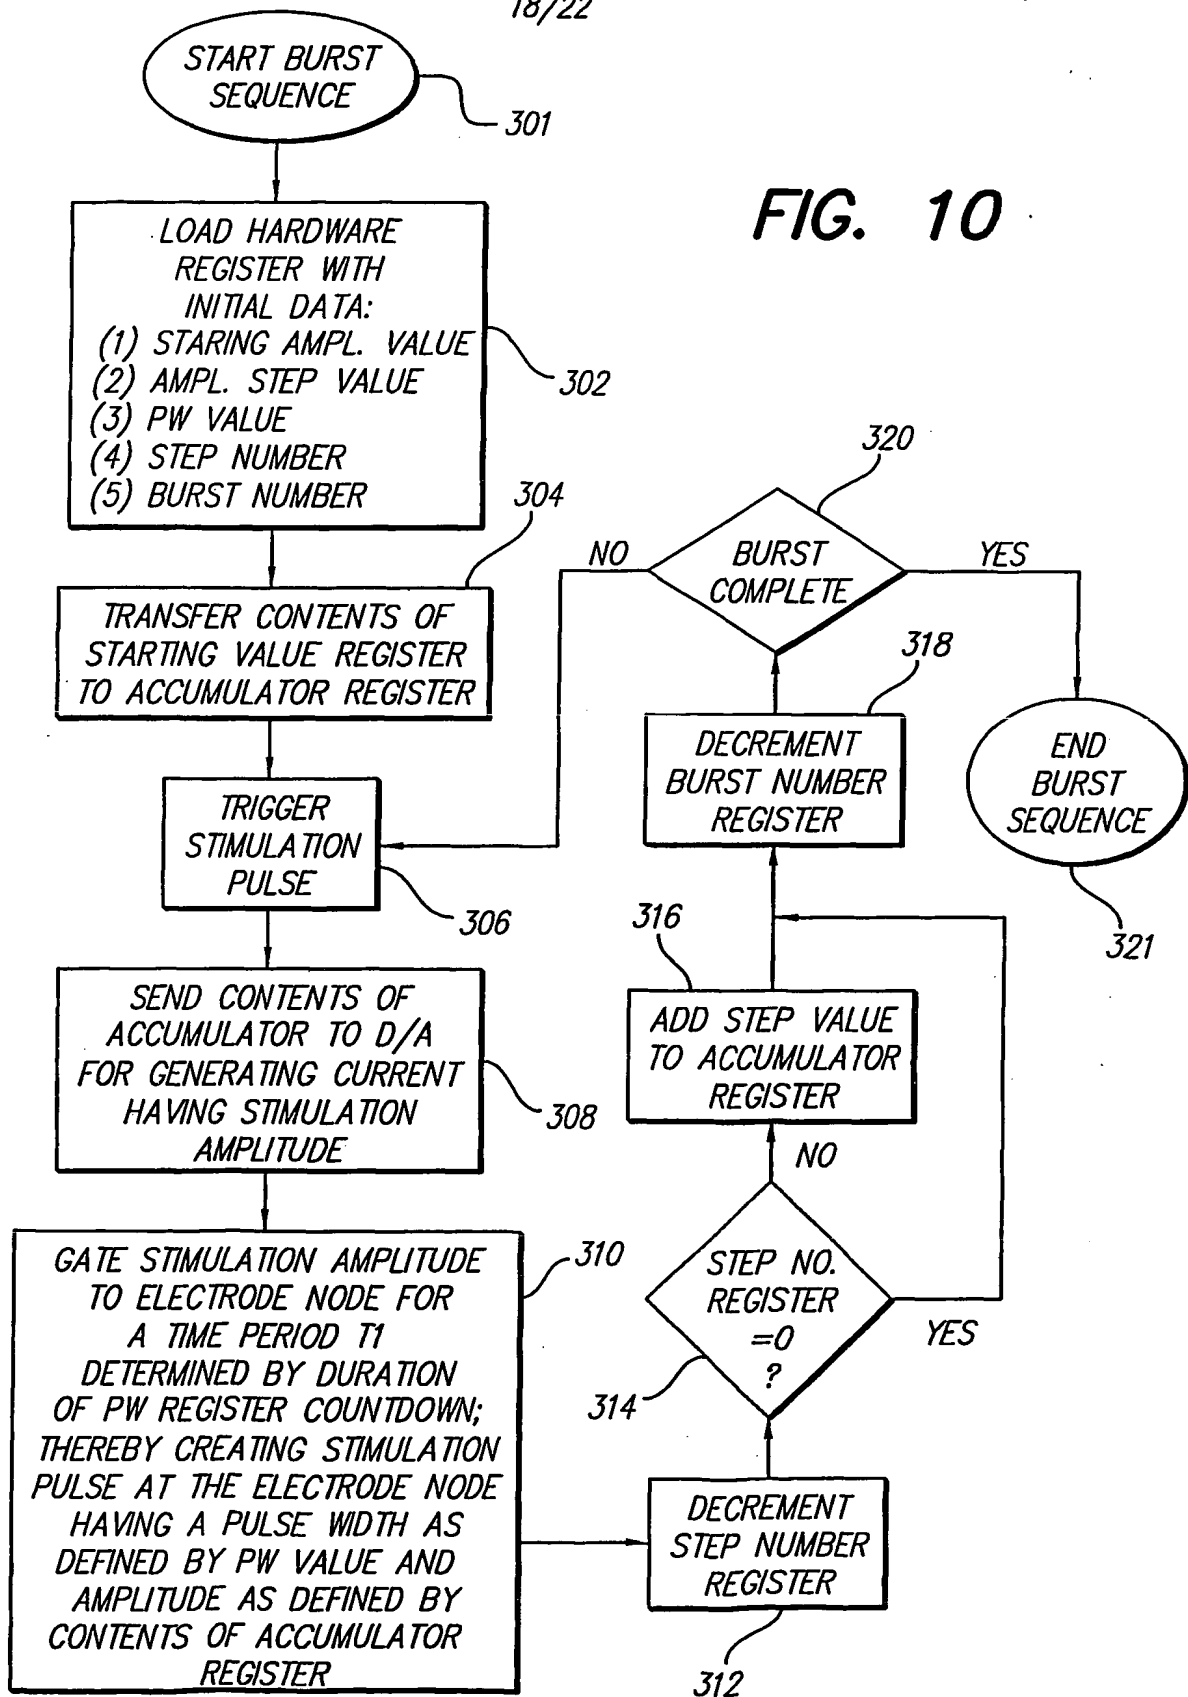 18/22
START BURST
SEQUENCE
301
FIG. 10
LOAD HARDWARE
REGISTER WITH
INITIAL DATA:
(1) STARING AMPL. VALUE
(2) AMPL. STEP VALUE
(3) PW VALUE
(4) STEP NUMBER
(5) BURST NUMBER
302
304
TRANSFER CONTENTS OF
STARTING VALUE REGISTER
TO ACCUMULATOR REGISTER
TRIGGER
STIMULATION
PULSE
306
SEND CONTENTS OF
ACCUMULATOR TO D/A
FOR GENERATING CURRENT
HAVING STIMULATION
AMPLITUDE
308
GATE STIMULATION AMPLITUDE
TO ELECTRODE NODE FOR
A TIME PERIOD T1
DETERMINED BY DURATION
OF PW REGISTER COUNTDOWN;
THEREBY CREATING STIMULATION
PULSE AT THE ELECTRODE NODE
HAVING A PULSE WIDTH AS
DEFINED BY PW VALUE AND
AMPLITUDE AS DEFINED BY
CONTENTS OF ACCUMULATOR
REGISTER
310
DECREMENT
STEP NUMBER
REGISTER
312
STEP NO.
REGISTER
=0
?
314
YES
NO
ADD STEP VALUE
TO ACCUMULATOR
REGISTER
316
DECREMENT
BURST NUMBER
REGISTER
318
BURST
COMPLETE
320
NO
YES
END
BURST
SEQUENCE
321